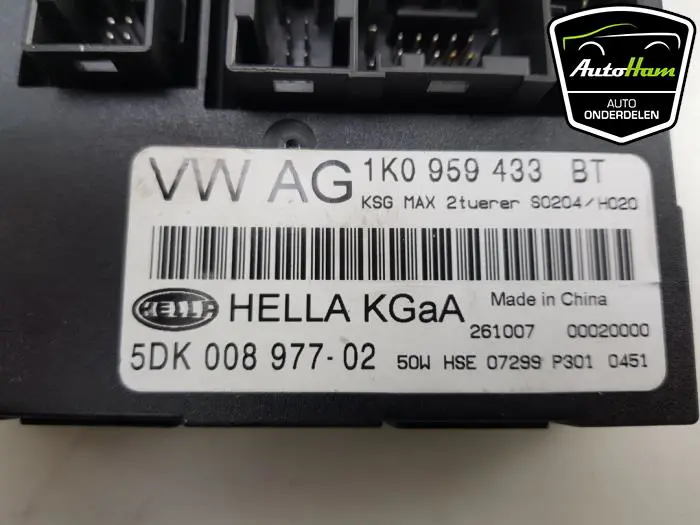 AutoHam
AUTO
ONDERDELEN
VW AG 1K0 959 433 BT
KSG MAX 2tuerer S0204/H020
HELLA HELLA KGaA Made in China
261007 00020000
5DK 008 977-02 50W HSE 07299 P301 0451